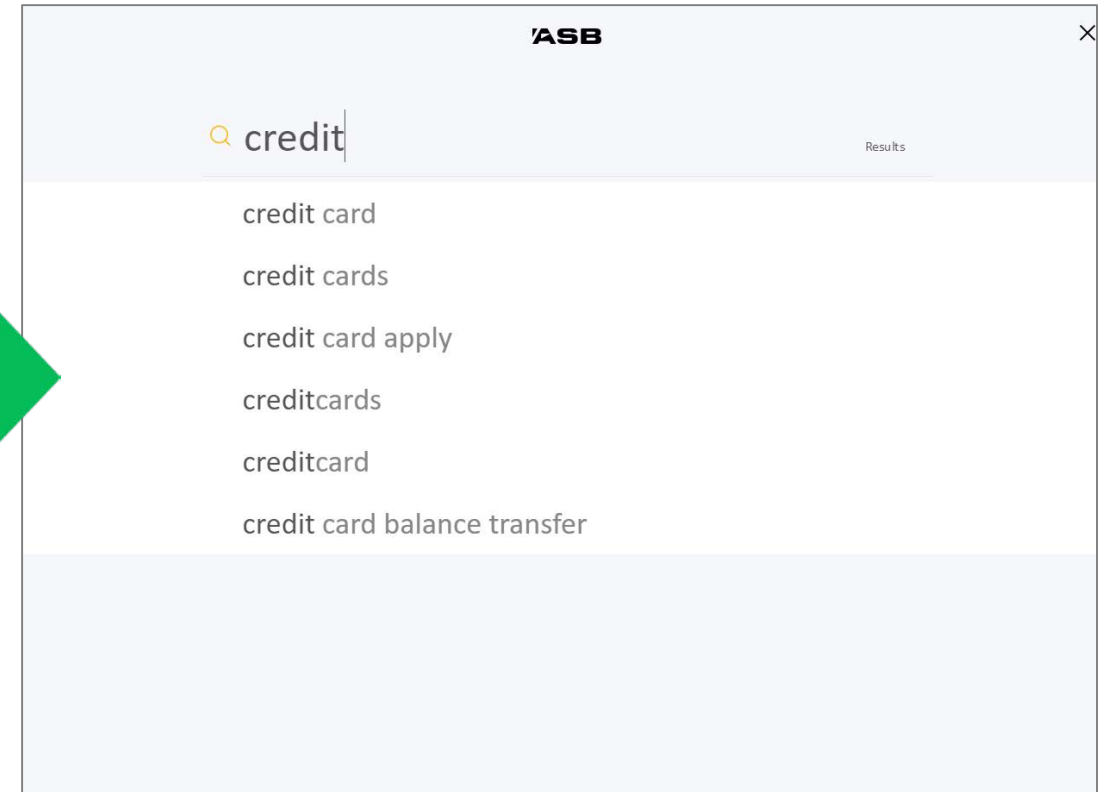 ASB
credit
Results
credit card
credit cards
credit card apply
creditcards
creditcard
credit card balance transfer